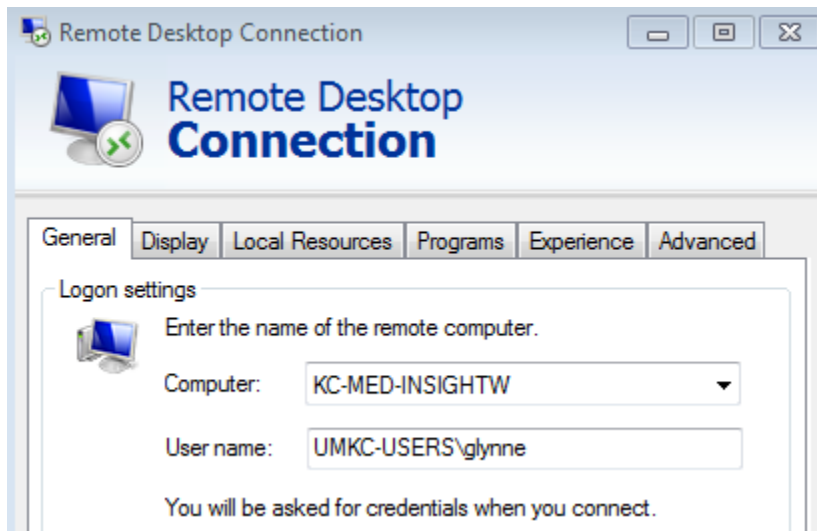 Remote Desktop Connection
Remote Desktop
Connection
General Display Local Resources Programs Experience Advanced
Logon settings
Enter the name of the remote computer.
Computer: KC-MED-INSIGHTW
User name: UMKC-USERS\glynne
You will be asked for credentials when you connect.